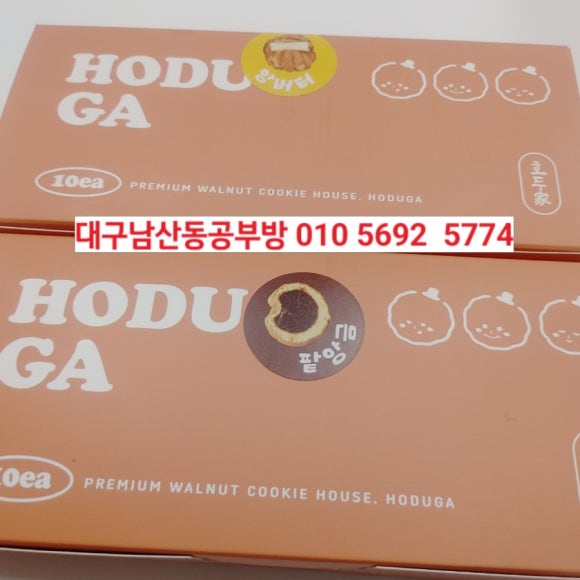 HODU
GA
앙버터
10ea
PREMIUM WALNUT COOKIE HOUSE. HODUGA
호두家
대구남산동공부방 010 5692 5774
HODU
GA
팥앙금
10ea
PREMIUM WALNUT COOKIE HOUSE. HODUGA